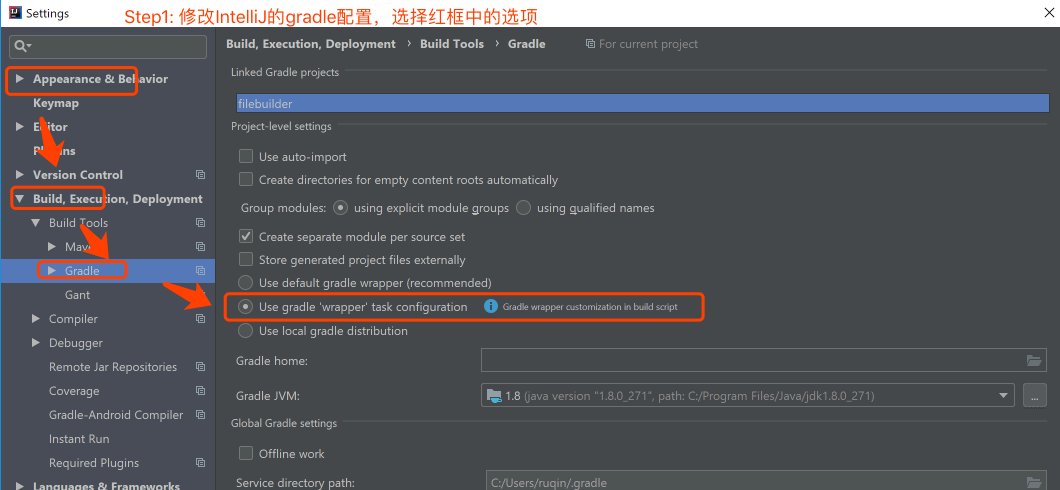 Settings
Step1: 修改IntelliJ的gradle配置，选择红框中的选项
Appearance & Behavior
Keymap
Editor
Plugins
Version Control
Build, Execution, Deployment
Build Tools
Maven
Gradle
Gant
Compiler
Debugger
Remote Jar Repositories
Coverage
Gradle-Android Compiler
Instant Run
Required Plugins
Languages & Frameworks
Build, Execution, Deployment › Build Tools › Gradle For current project
Linked Gradle projects
filebuilder
Project-level settings
Use auto-import
Create directories for empty content roots automatically
Group modules: using explicit module groups using qualified names
Create separate module per source set
Store generated project files externally
Use default gradle wrapper (recommended)
Use gradle 'wrapper' task configuration Gradle wrapper customization in build script
Use local gradle distribution
Gradle home:
Gradle JVM: 1.8 (java version "1.8.0_271", path: C:/Program Files/Java/jdk1.8.0_271) ...
Global Gradle settings
Offline work
Service directory path: C:/Users/ruqin/.gradle